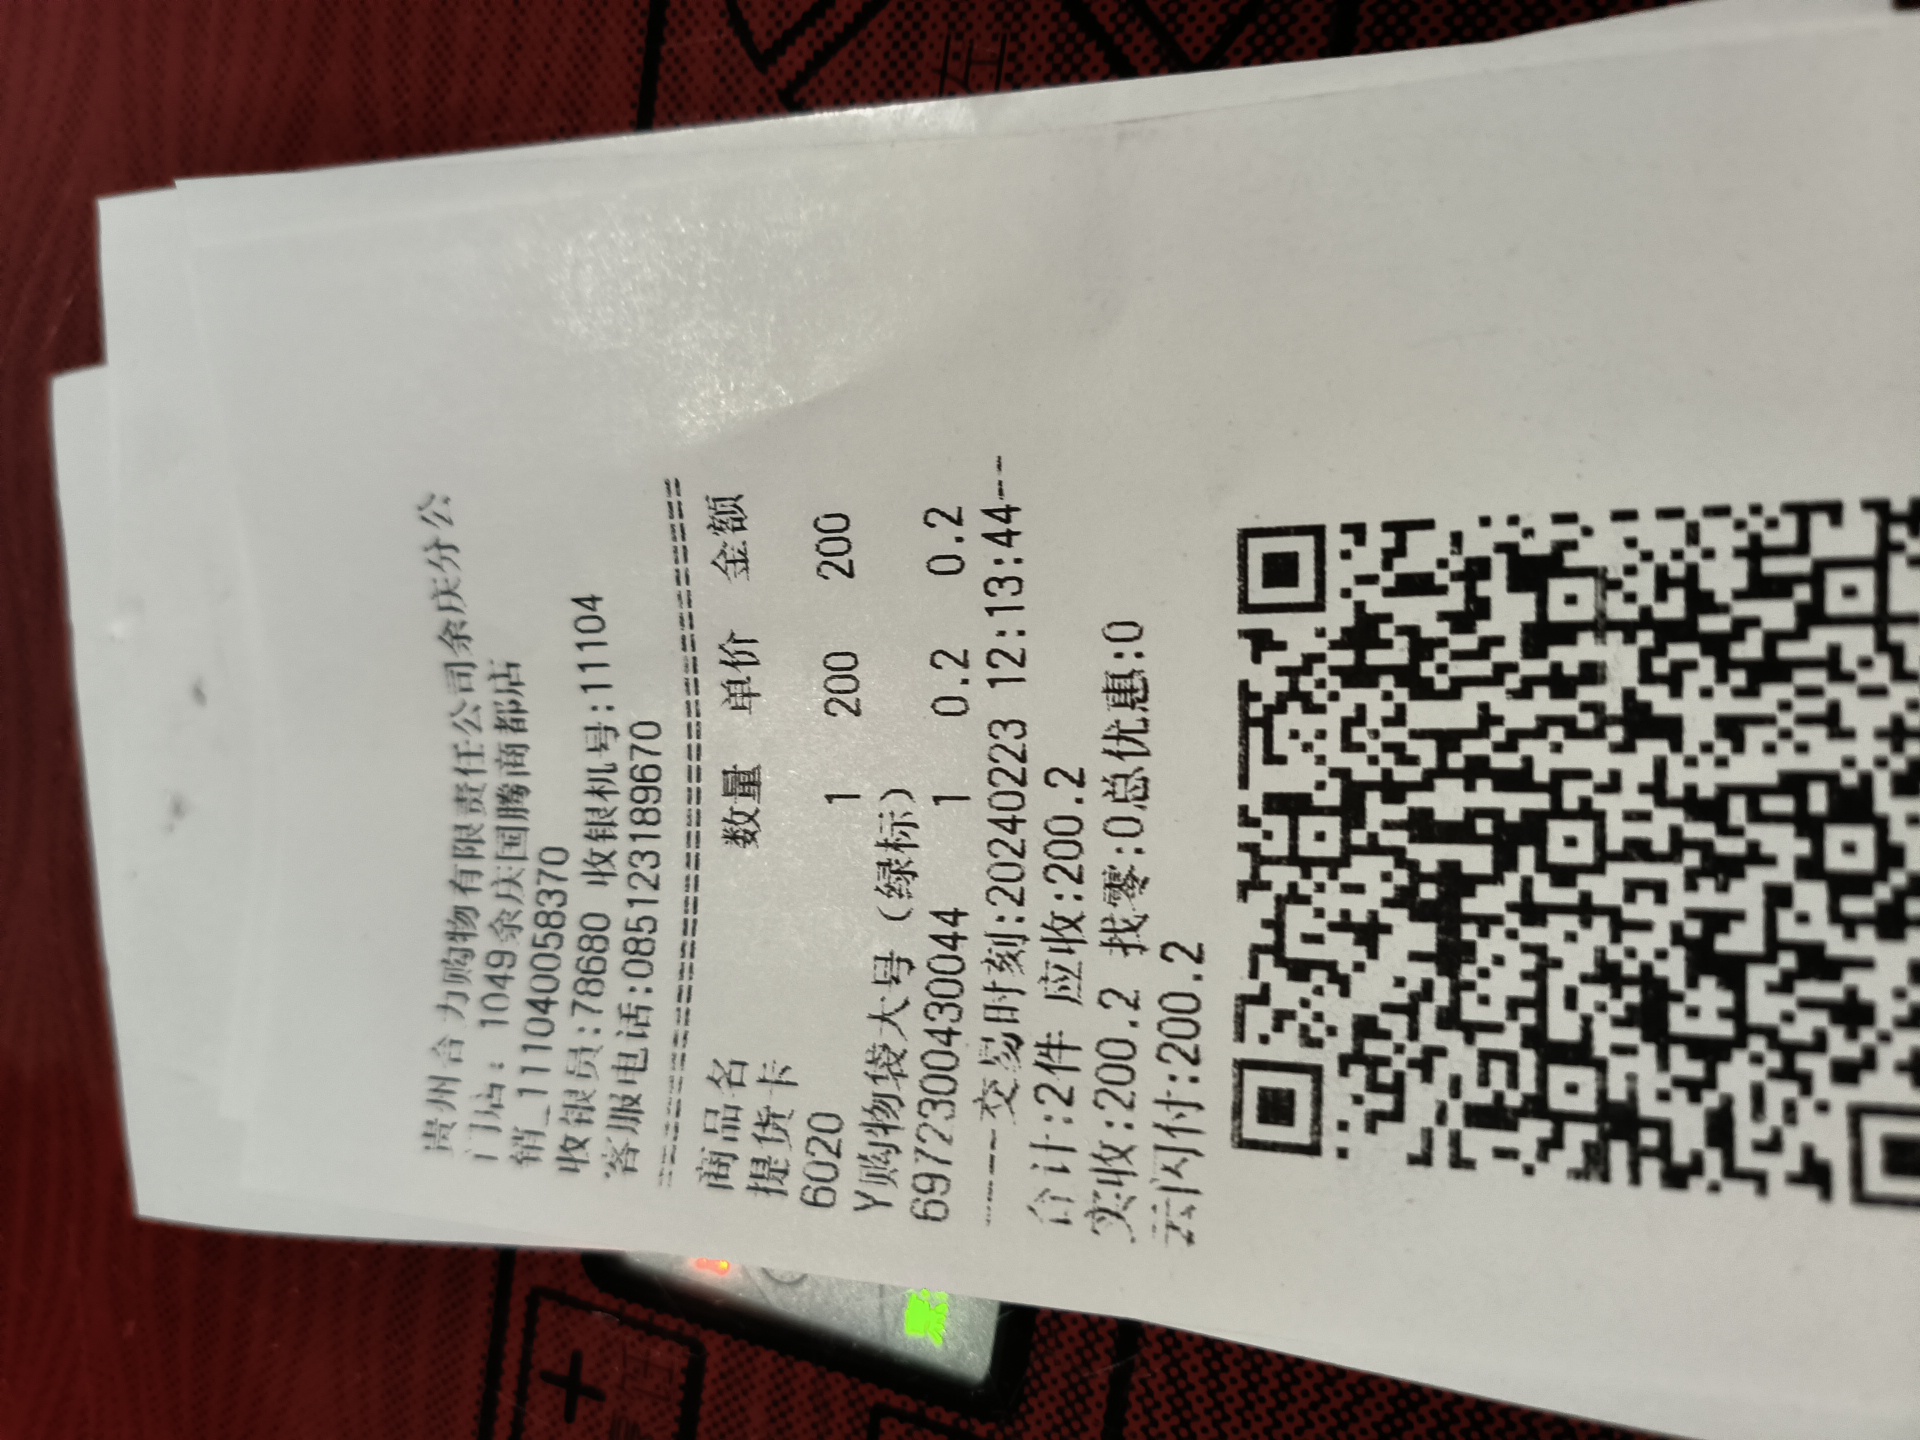 贵州合力购物有限责任公司余庆分公
门店: 1049余庆国腾商都店
销_111040058370
收银员:78680 收银机号:11104
客服电话:085123189670
================================
商品名 数量 单价 金额
提货卡
6020 1 200 200
Y购物袋大号（绿标）
6972300430044 1 0.2 0.2
----交易时刻:20240223 12:13:44--
合计:2件 应收:200.2
实收:200.2 找零:0总优惠:0
云闪付:200.2